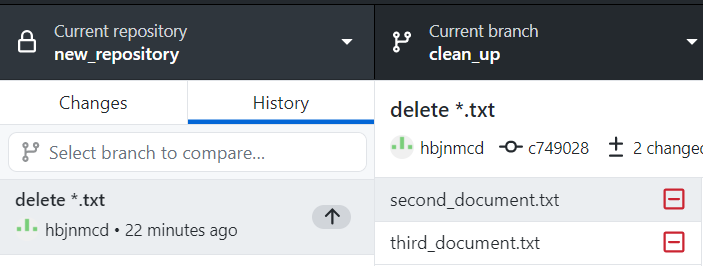 Current repository
new_repository
Current branch
clean_up
Changes
History
Select branch to compare...
delete *.txt
hbjnmcd • 22 minutes ago
delete *.txt
hbjnmcd
c749028
2 changed
second_document.txt
third_document.txt